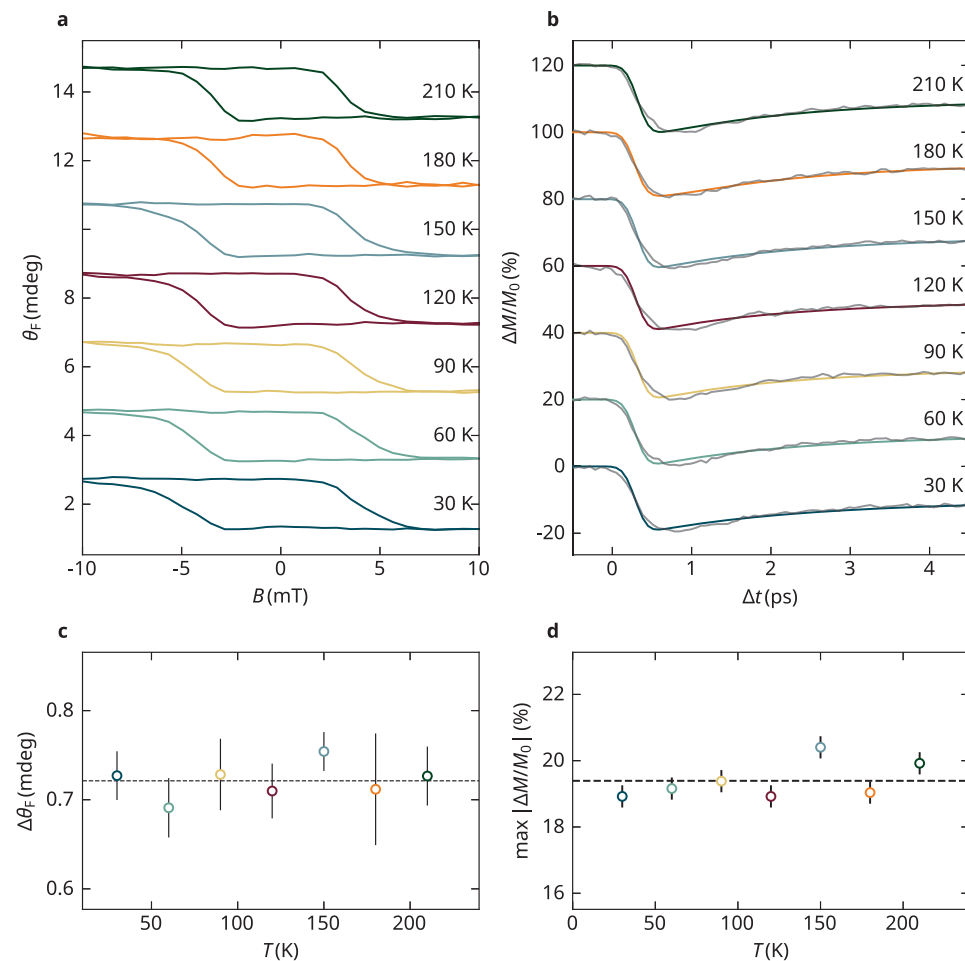 a
14
12
8
6
4
2
θF (mdeg)
210 K
180 K
150 K
120 K
90 K
60 K
30 K
-10
-5
0
5
10
B (mT)
b
120
100
80
60
40
20
0
-20
ΔM/M0 (%)
210 K
180 K
150 K
120 K
90 K
60 K
30 K
0
1
2
3
4
Δt (ps)
c
0.8
0.7
0.6
ΔθF (mdeg)
50
100
150
200
T (K)
d
22
20
18
16
max |ΔM/M0| (%)
0
50
100
150
200
T (K)